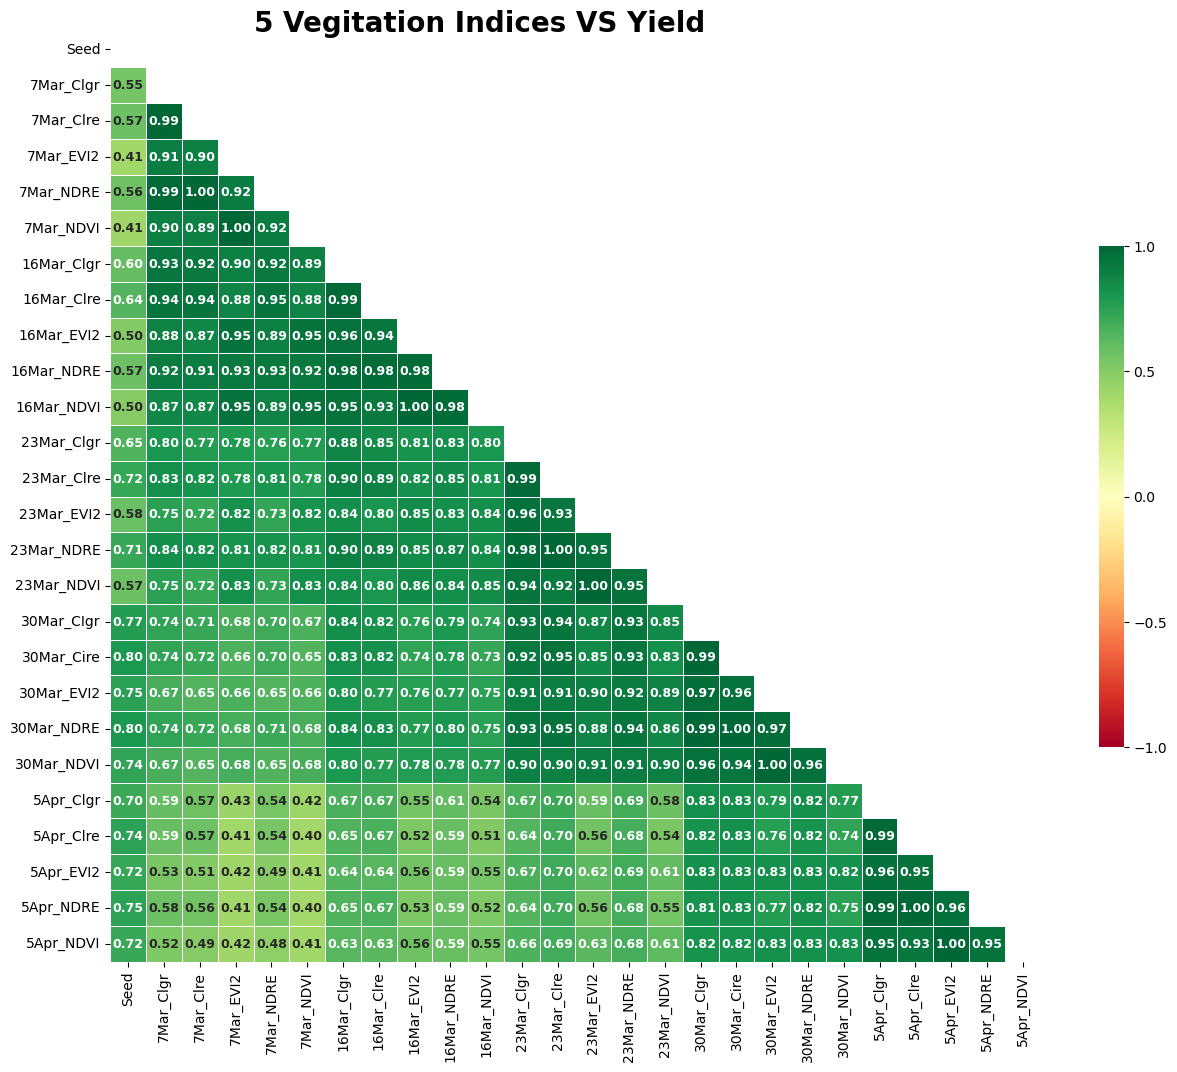 5 Vegitation Indices VS Yield
Seed
7Mar_Clgr 0.55
7Mar_Clre 0.57 0.99
7Mar_EVI2 0.41 0.91 0.90
7Mar_NDRE 0.56 0.99 1.00 0.92
7Mar_NDVI 0.41 0.90 0.89 1.00 0.92
16Mar_Clgr 0.60 0.93 0.92 0.90 0.92 0.89
16Mar_Clre 0.64 0.94 0.94 0.88 0.95 0.88 0.99
16Mar_EVI2 0.50 0.88 0.87 0.95 0.89 0.95 0.96 0.94
16Mar_NDRE 0.57 0.92 0.91 0.93 0.93 0.92 0.98 0.98 0.98
16Mar_NDVI 0.50 0.87 0.87 0.95 0.89 0.95 0.95 0.93 1.00 0.98
23Mar_Clgr 0.65 0.80 0.77 0.78 0.76 0.77 0.88 0.85 0.81 0.83 0.80
23Mar_Clre 0.72 0.83 0.82 0.78 0.81 0.78 0.90 0.89 0.82 0.85 0.81 0.99
23Mar_EVI2 0.58 0.75 0.72 0.82 0.73 0.82 0.84 0.80 0.85 0.83 0.84 0.96 0.93
23Mar_NDRE 0.71 0.84 0.82 0.81 0.82 0.81 0.90 0.89 0.85 0.87 0.84 0.98 1.00 0.95
23Mar_NDVI 0.57 0.75 0.72 0.83 0.73 0.83 0.84 0.80 0.86 0.84 0.85 0.94 0.92 1.00 0.95
30Mar_Clgr 0.77 0.74 0.71 0.68 0.70 0.67 0.84 0.82 0.76 0.79 0.74 0.93 0.94 0.87 0.93 0.85
30Mar_Cire 0.80 0.74 0.72 0.66 0.70 0.65 0.83 0.82 0.74 0.78 0.73 0.92 0.95 0.85 0.93 0.83 0.99
30Mar_EVI2 0.75 0.67 0.65 0.66 0.65 0.66 0.80 0.77 0.76 0.77 0.75 0.91 0.91 0.90 0.92 0.89 0.97 0.96
30Mar_NDRE 0.80 0.74 0.72 0.68 0.71 0.68 0.84 0.83 0.77 0.80 0.75 0.93 0.95 0.88 0.94 0.86 0.99 1.00 0.97
30Mar_NDVI 0.74 0.67 0.65 0.68 0.65 0.68 0.80 0.77 0.78 0.78 0.77 0.90 0.90 0.91 0.91 0.90 0.96 0.94 1.00 0.96
5Apr_Clgr 0.70 0.59 0.57 0.43 0.54 0.42 0.67 0.67 0.55 0.61 0.54 0.67 0.70 0.59 0.69 0.58 0.83 0.83 0.79 0.82 0.77
5Apr_Clre 0.74 0.59 0.57 0.41 0.54 0.40 0.65 0.67 0.52 0.59 0.51 0.64 0.70 0.56 0.68 0.54 0.82 0.83 0.76 0.82 0.74 0.99
5Apr_EVI2 0.72 0.53 0.51 0.42 0.49 0.41 0.64 0.64 0.56 0.59 0.55 0.67 0.70 0.62 0.69 0.61 0.83 0.83 0.83 0.83 0.82 0.96 0.95
5Apr_NDRE 0.75 0.58 0.56 0.41 0.54 0.40 0.65 0.67 0.53 0.59 0.52 0.64 0.70 0.56 0.68 0.55 0.81 0.83 0.77 0.82 0.75 0.99 1.00 0.96
5Apr_NDVI 0.72 0.52 0.49 0.42 0.48 0.41 0.63 0.63 0.56 0.59 0.55 0.66 0.69 0.63 0.68 0.61 0.82 0.82 0.83 0.83 0.83 0.95 0.93 1.00 0.95
Seed 7Mar_Clgr 7Mar_Clre 7Mar_EVI2 7Mar_NDRE 7Mar_NDVI 16Mar_Clgr 16Mar_Clre 16Mar_EVI2 16Mar_NDRE 16Mar_NDVI 23Mar_Clgr 23Mar_Clre 23Mar_EVI2 23Mar_NDRE 23Mar_NDVI 30Mar_Clgr 30Mar_Cire 30Mar_EVI2 30Mar_NDRE 30Mar_NDVI 5Apr_Clgr 5Apr_Clre 5Apr_EVI2 5Apr_NDRE 5Apr_NDVI
1.0
0.5
0.0
−0.5
−1.0